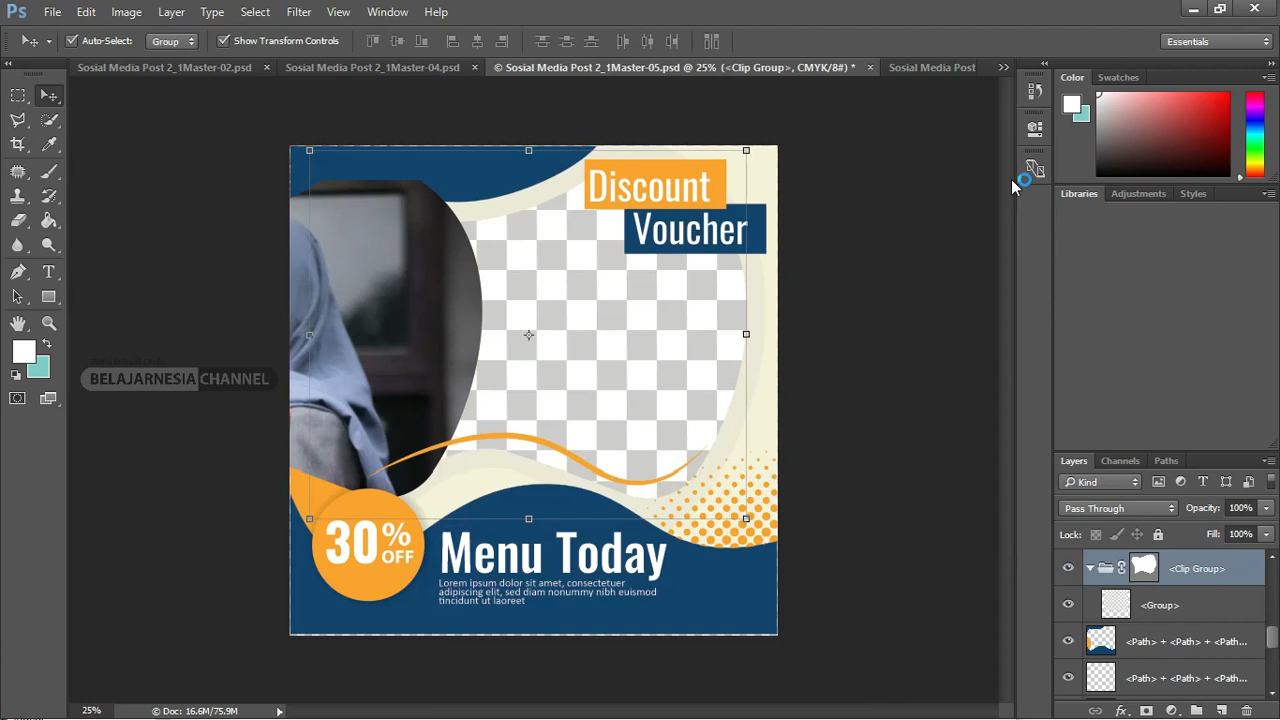 Ps File Edit Image Layer Type Select Filter View Window Help
Auto-Select: Group Show Transform Controls Essentials
Sosial Media Post 2_1Master-02.psd × Sosial Media Post 2_1Master-04.psd × © Sosial Media Post 2_1Master-05.psd @ 25% (<Clip Group>, CMYK/8#) * × Sosial Media Post
Color Swatches
Discount
Voucher
Libraries Adjustments Styles
BELAJARNESIA CHANNEL
30% OFF
Menu Today
Lorem ipsum dolor sit amet, consectetuer
adipiscing elit, sed diam nonummy nibh euismod
tincidunt ut laoreet
Layers Channels Paths
Kind
Pass Through Opacity: 100%
Lock: Fill: 100%
<Clip Group>
<Group>
<Path> + <Path> + <Path...
<Path> + <Path> + <Path...
25% © Doc: 16.6M/75.9M